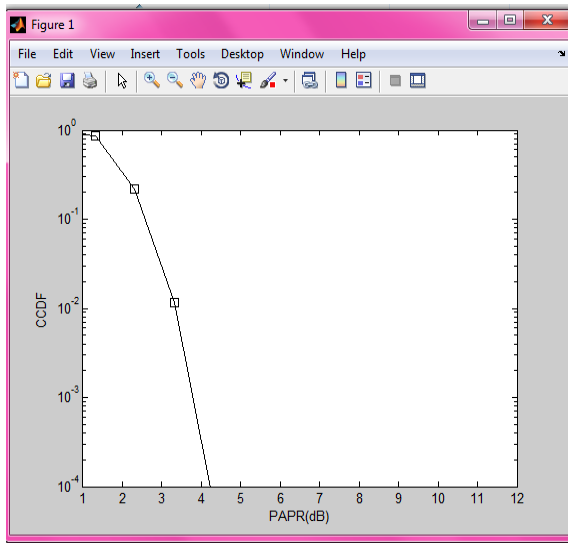 Figure 1
File Edit View Insert Tools Desktop Window Help
10^0
10^-1
10^-2
10^-3
10^-4
CCDF
1 2 3 4 5 6 7 8 9 10 11 12
PAPR(dB)